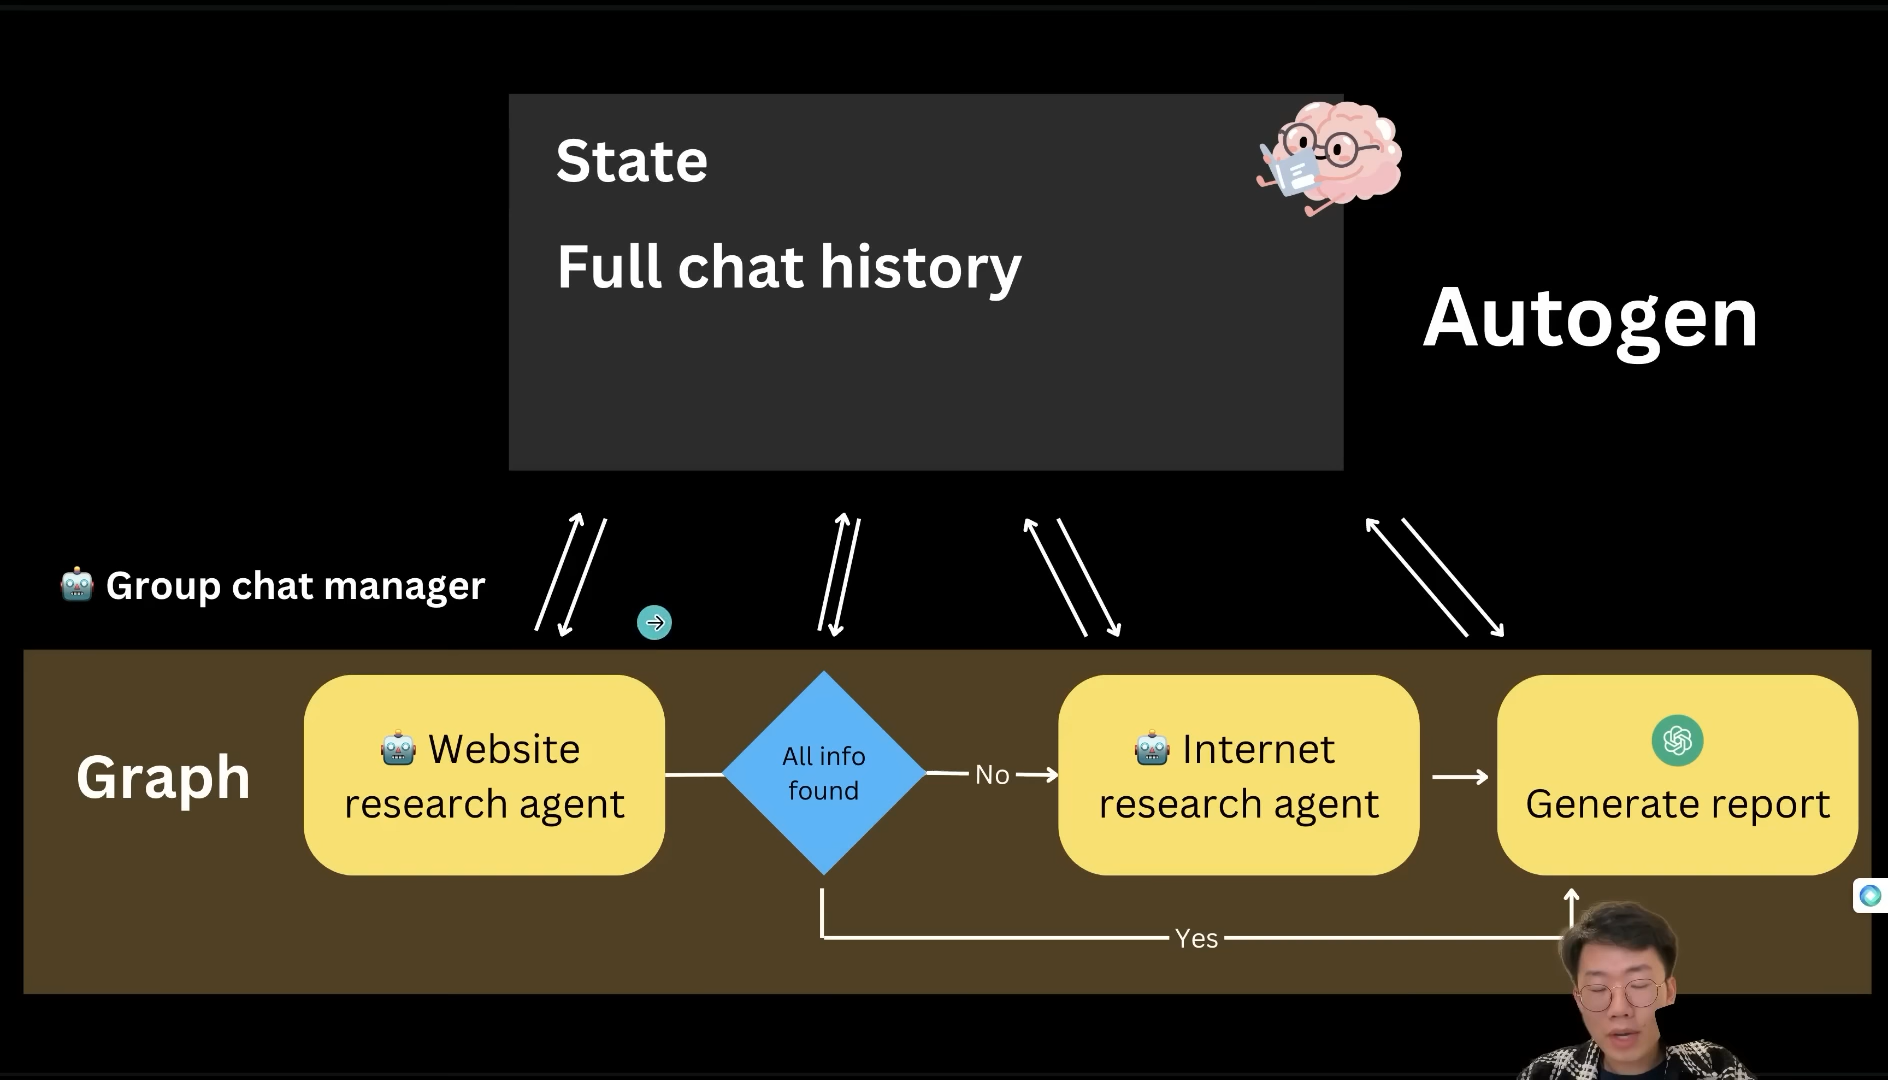 State
Full chat history
Autogen
Group chat manager
Graph
Website
research agent
All info
found
No
Internet
research agent
Generate report
Yes